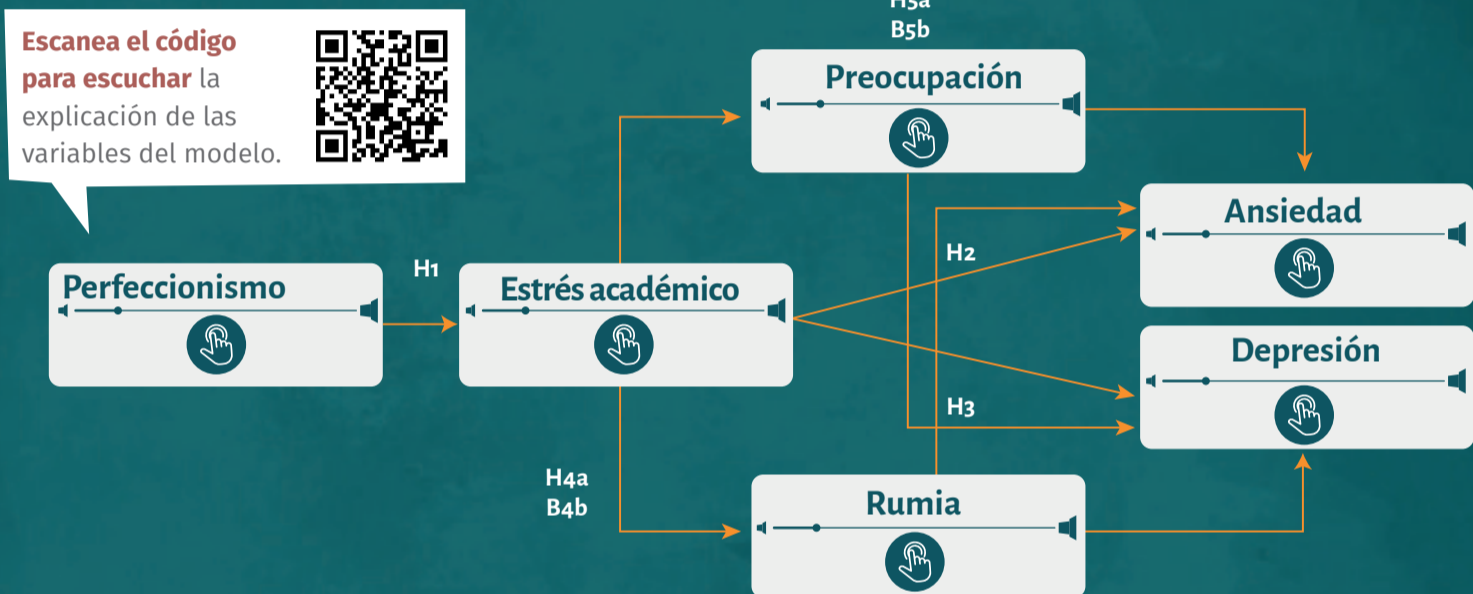 Escanea el código
para escuchar la
explicación de las
variables del modelo.
H5a
B5b
Preocupación
Ansiedad
H2
H1
Perfeccionismo
Estrés académico
Depresión
H3
H4a
B4b
Rumia